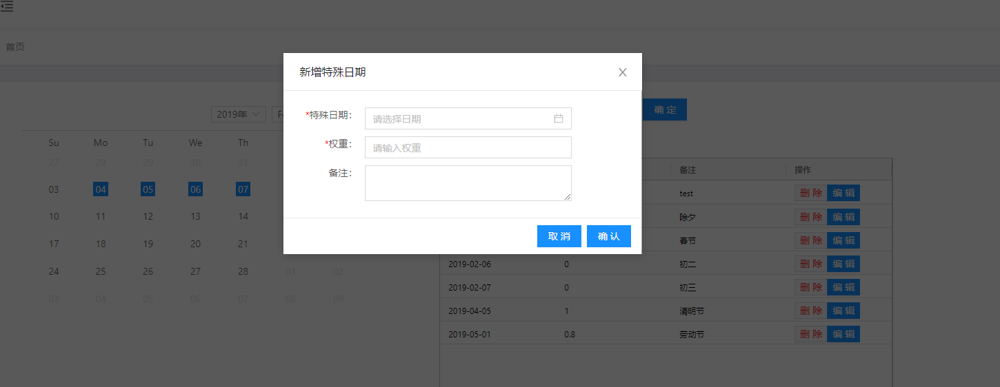 首页
新增特殊日期
2019年 Fe
*特殊日期: 请选择日期
确 定
*权重: 请输入权重
备注:
取 消 确 认
Su Mo Tu We Th
27 28 29 30 31
03 04 05 06 07
10 11 12 13 14
17 18 19 20 21
24 25 26 27 28 01 02
03 04 05 06 07 08 09
备注 操作
test 删 除 编 辑
除夕 删 除 编 辑
春节 删 除 编 辑
2019-02-06 0 初二 删 除 编 辑
2019-02-07 0 初三 删 除 编 辑
2019-04-05 1 清明节 删 除 编 辑
2019-05-01 0.8 劳动节 删 除 编 辑